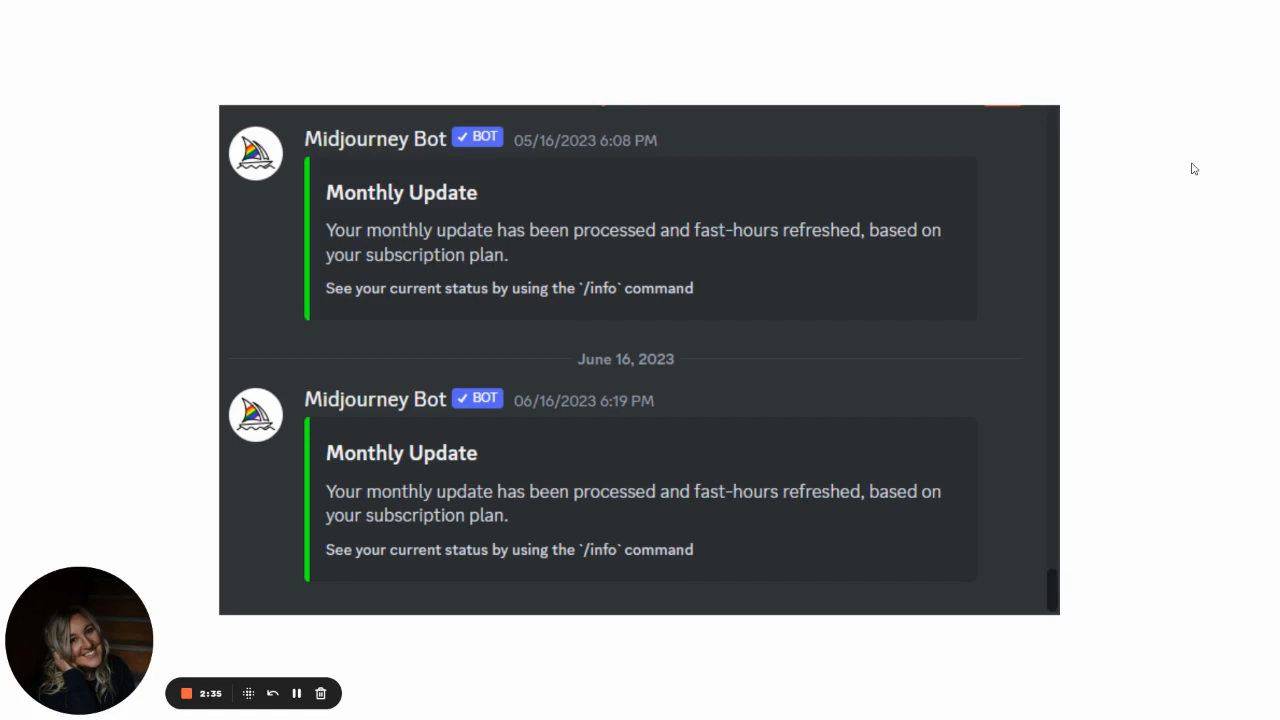 Midjourney Bot ✓ BOT 05/16/2023 6:08 PM
Monthly Update
Your monthly update has been processed and fast-hours refreshed, based on
your subscription plan.
See your current status by using the `/info` command
June 16, 2023
Midjourney Bot ✓ BOT 06/16/2023 6:19 PM
Monthly Update
Your monthly update has been processed and fast-hours refreshed, based on
your subscription plan.
See your current status by using the `/info` command
2:35